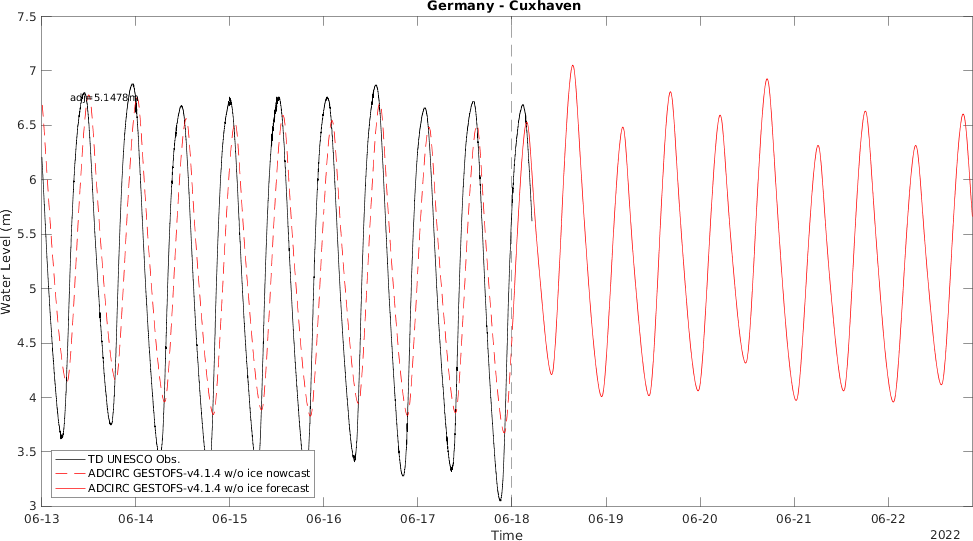 Germany - Cuxhaven
7.5
7
6.5
6
5.5
5
4.5
4
3.5
3
Water Level (m)
adj=5.1478m
TD UNESCO Obs.
ADCIRC GESTOFS-v4.1.4 w/o ice nowcast
ADCIRC GESTOFS-v4.1.4 w/o ice forecast
06-13 06-14 06-15 06-16 06-17 06-18 06-19 06-20 06-21 06-22
Time
2022